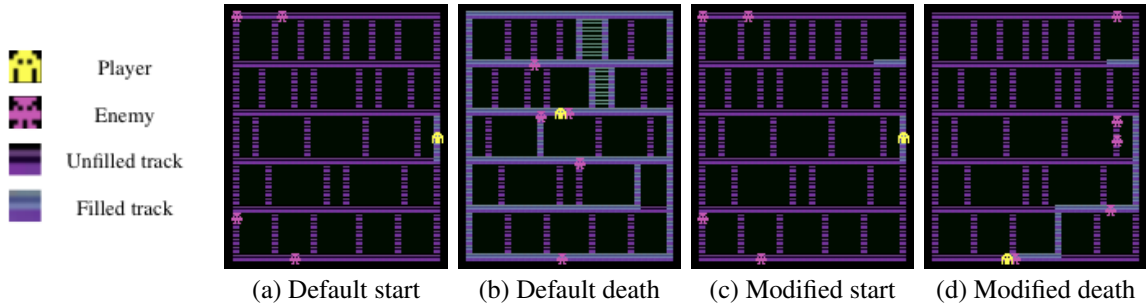 Player
Enemy
Unfilled track
Filled track
(a) Default start
(b) Default death
(c) Modified start
(d) Modified death